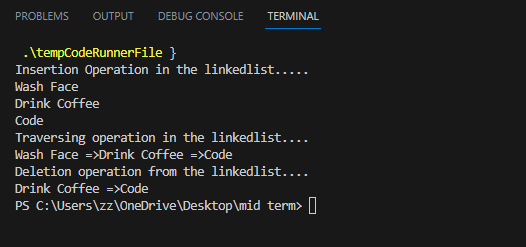 PROBLEMS OUTPUT DEBUG CONSOLE TERMINAL
.\tempCodeRunnerFile }
Insertion Operation in the linkedlist.....
Wash Face
Drink Coffee
Code
Traversing operation in the linkedlist....
Wash Face =>Drink Coffee =>Code
Deletion operation from the linkedlist....
Drink Coffee =>Code
PS C:\Users\zz\OneDrive\Desktop\mid term>